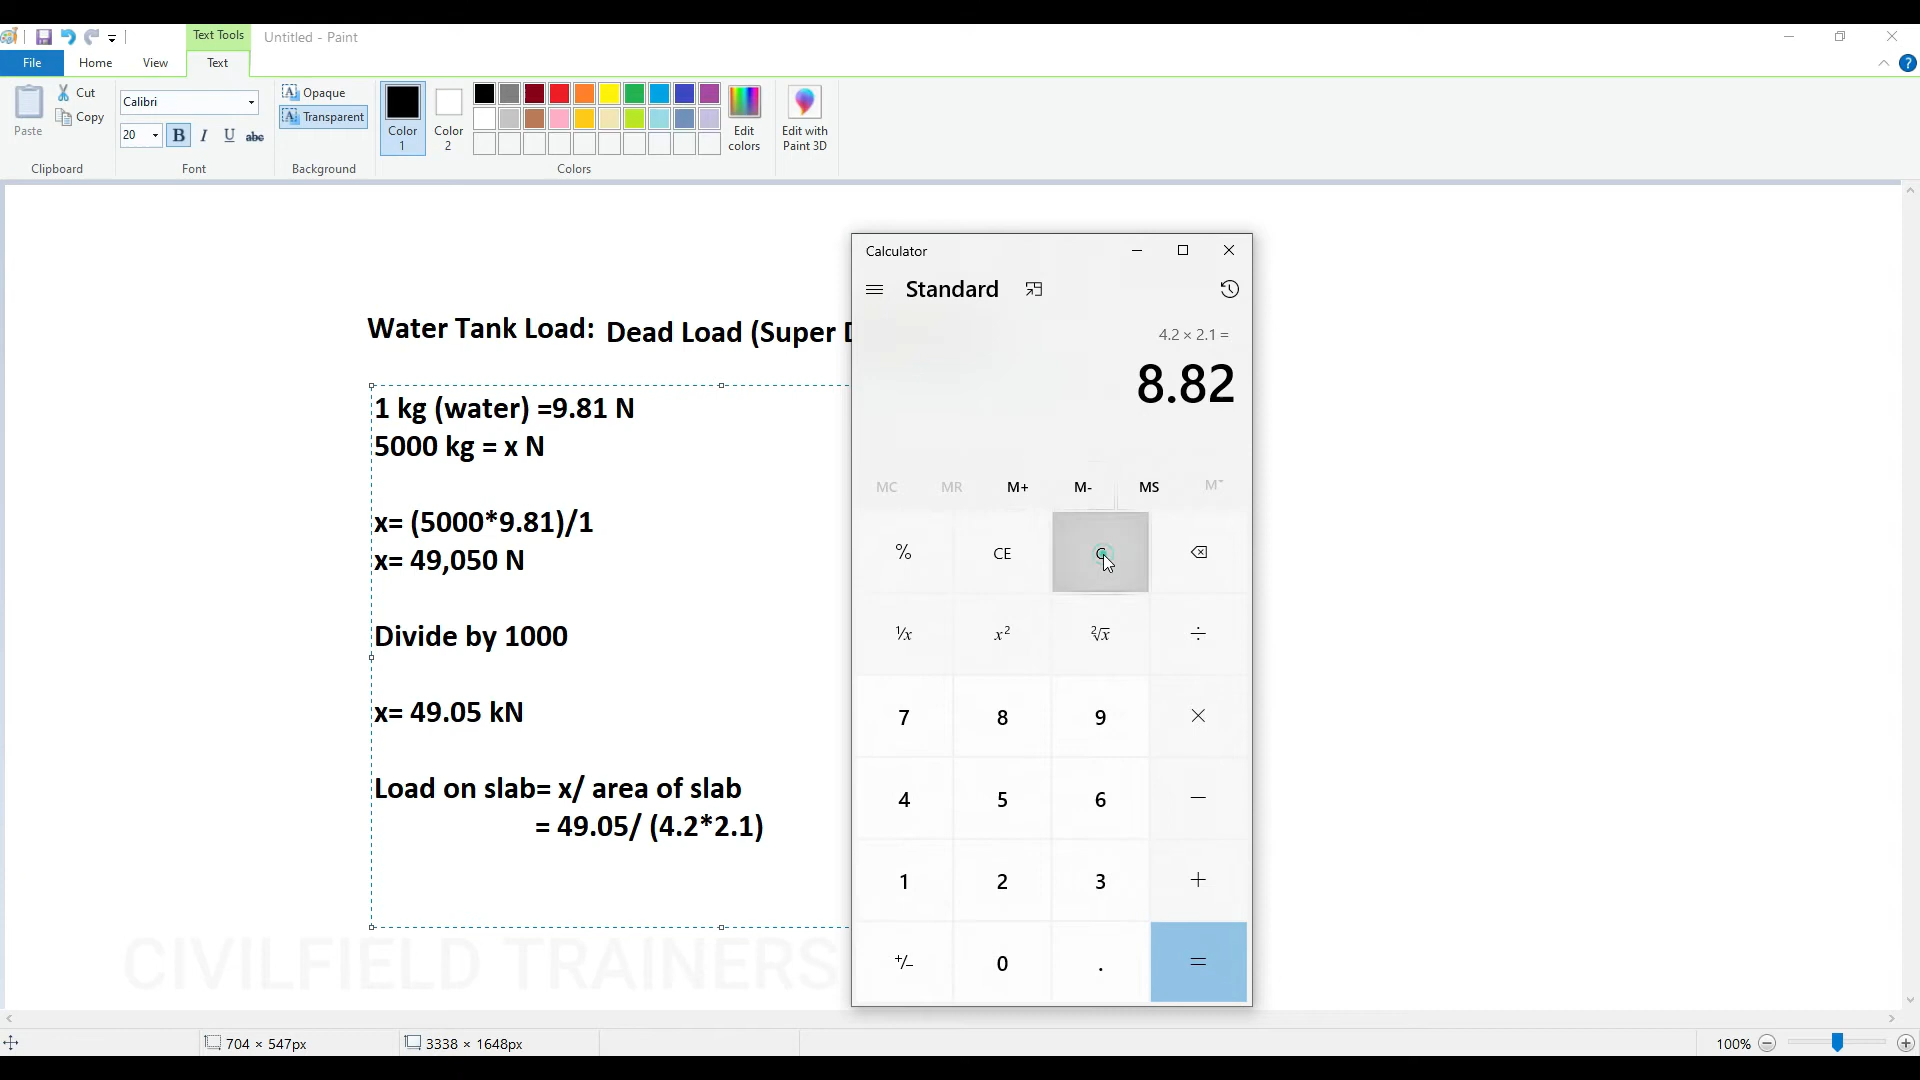 Text Tools
Untitled - Paint
File
Home
View
Text
Paste
Cut
Copy
Clipboard
Calibri
20
B I U abc
Font
Opaque
Transparent
Background
Color 1
Color 2
Colors
Edit colors
Edit with Paint 3D
?
Water Tank Load: Dead Load (Super D
1 kg (water) =9.81 N
5000 kg = x N
x= (5000*9.81)/1
x= 49,050 N
Divide by 1000
x= 49.05 kN
Load on slab= x/ area of slab
= 49.05/ (4.2*2.1)
CIVILFIELD TRAINERS
Calculator
Standard
4.2 × 2.1 =
8.82
MC MR M+ M- MS M˅
% CE C
⅟x x² ²√x ÷
7 8 9 ×
4 5 6 −
1 2 3 +
+/− 0 . =
704 × 547px
3338 × 1648px
100%